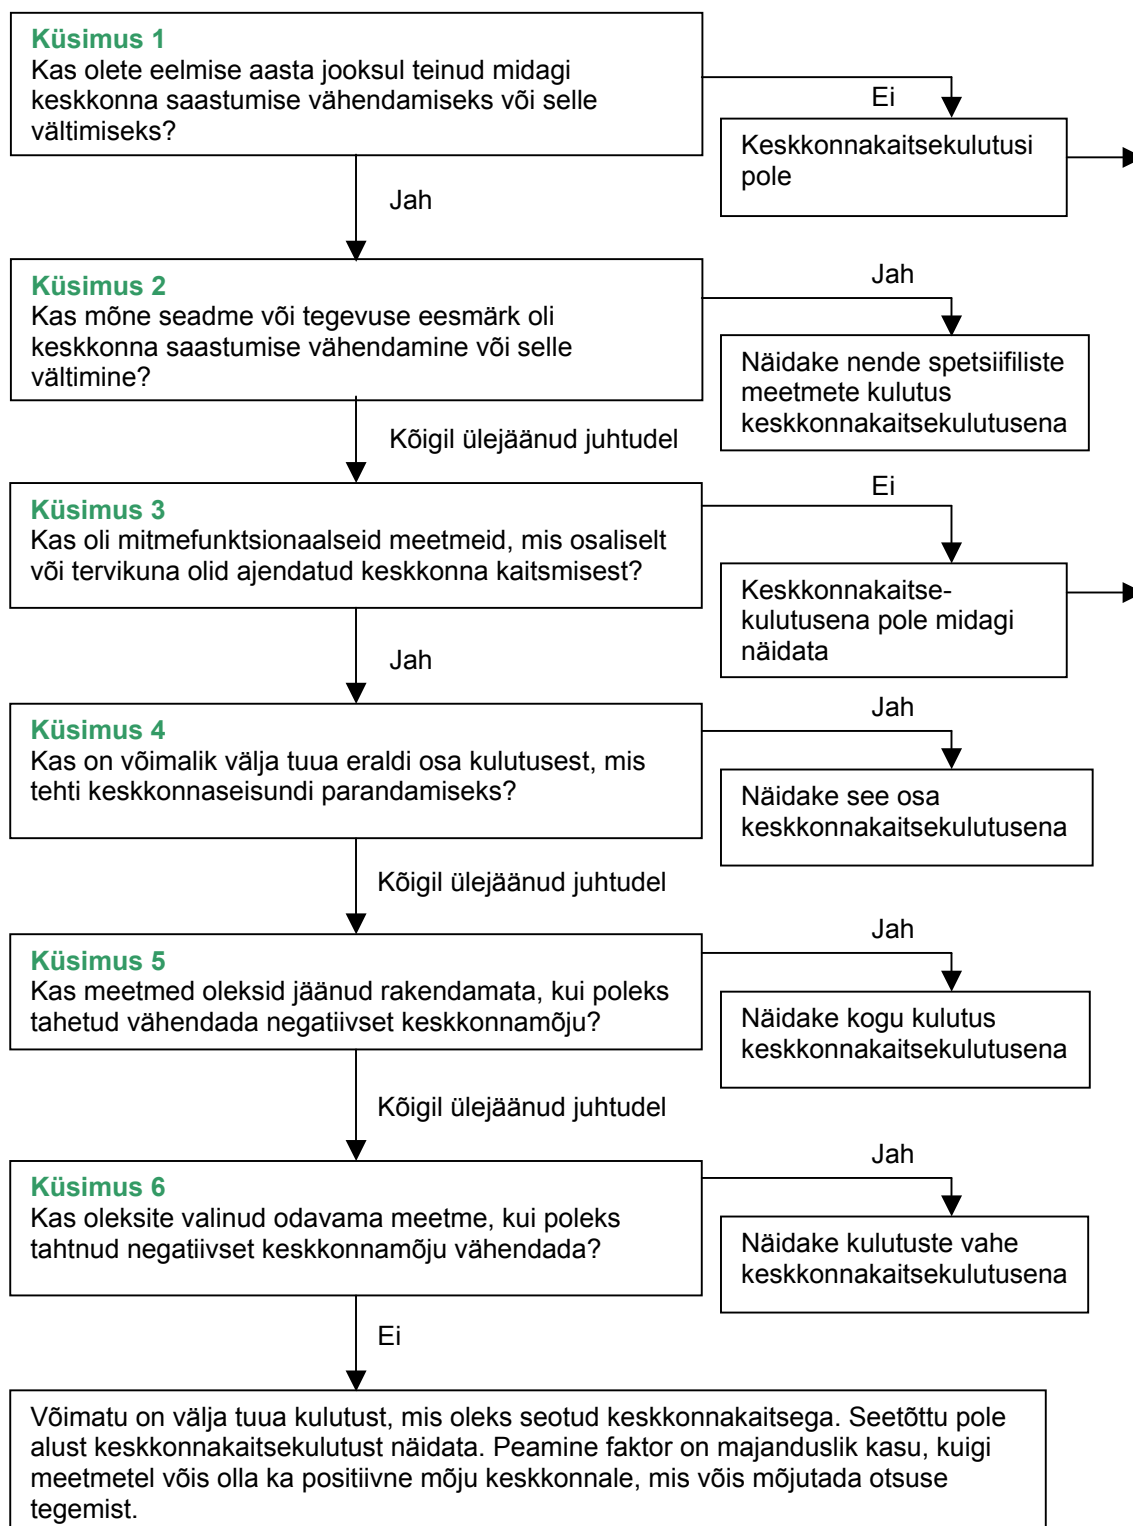 Küsimus 1
Kas olete eelmise aasta jooksul teinud midagi
keskkonna saastumise vähendamiseks või selle
vältimiseks?
Ei
Keskkonnakaitsekulutusi
pole
Jah
Küsimus 2
Kas mõne seadme või tegevuse eesmärk oli
keskkonna saastumise vähendamine või selle
vältimine?
Jah
Näidake nende spetsiifiliste
meetmete kulutus
keskkonnakaitsekulutusena
Kõigil ülejäänud juhtudel
Küsimus 3
Kas oli mitmefunktsionaalseid meetmeid, mis osaliselt
või tervikuna olid ajendatud keskkonna kaitsmisest?
Ei
Keskkonnakaitse-
kulutusena pole midagi
näidata
Jah
Küsimus 4
Kas on võimalik välja tuua eraldi osa kulutusest, mis
tehti keskkonnaseisundi parandamiseks?
Jah
Näidake see osa
keskkonnakaitsekulutusena
Kõigil ülejäänud juhtudel
Küsimus 5
Kas meetmed oleksid jäänud rakendamata, kui poleks
tahetud vähendada negatiivset keskkonnamõju?
Jah
Näidake kogu kulutus
keskkonnakaitsekulutusena
Kõigil ülejäänud juhtudel
Küsimus 6
Kas oleksite valinud odavama meetme, kui poleks
tahtnud negatiivset keskkonnamõju vähendada?
Jah
Näidake kulutuste vahe
keskkonnakaitsekulutusena
Ei
Võimatu on välja tuua kulutust, mis oleks seotud keskkonnakaitsega. Seetõttu pole
alust keskkonnakaitsekulutust näidata. Peamine faktor on majanduslik kasu, kuigi
meetmetel võis olla ka positiivne mõju keskkonnale, mis võis mõjutada otsuse
tegemist.